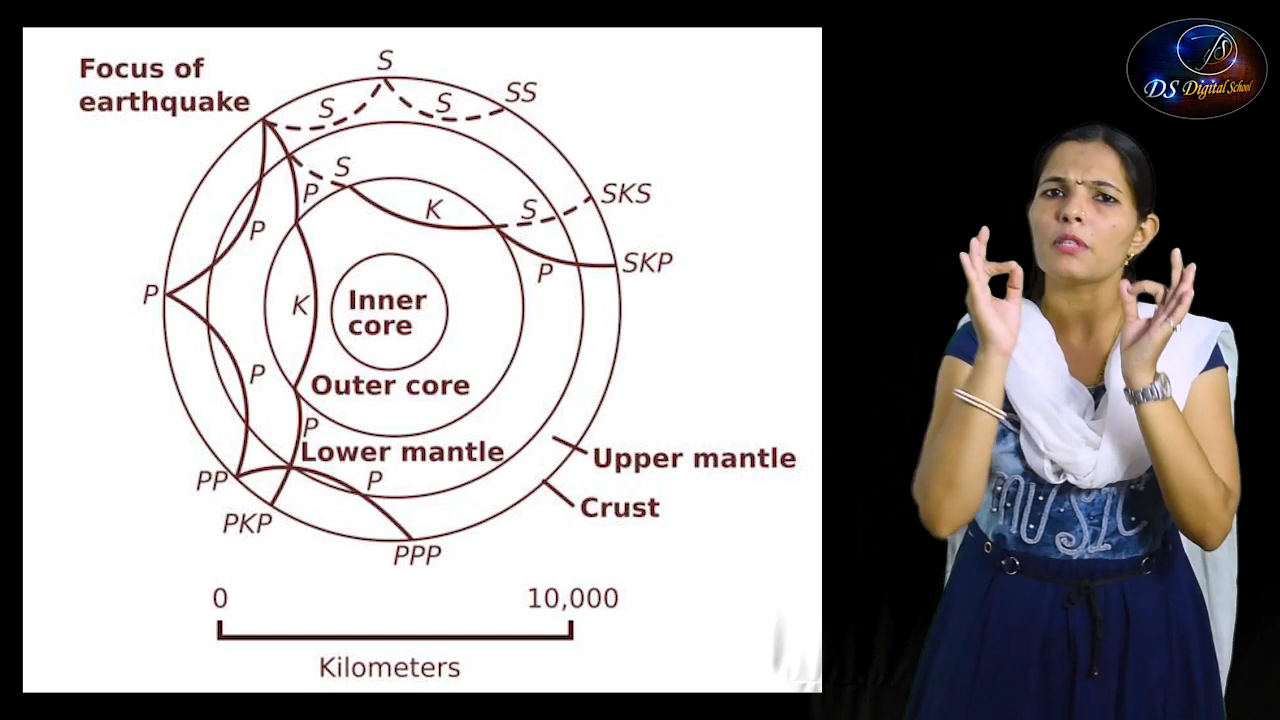 Focus of
earthquake
S
S
S
SS
S
P
K
S
SKS
P
P
K
P
SKP
Inner
core
P
Outer core
P
Lower mantle
Upper mantle
PP
P
Crust
PKP
PPP
0
10,000
Kilometers
DS Digital School
MUSIC